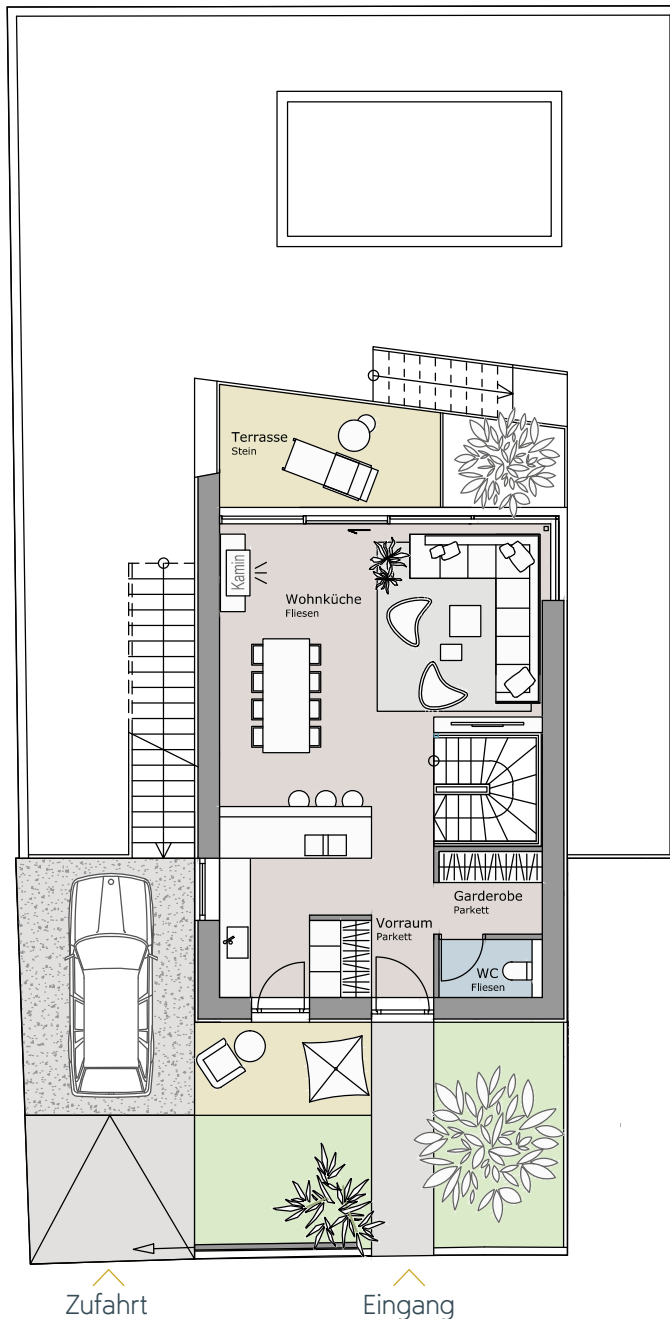 Terrasse
Stein
Kamin
Wohnküche
Fliesen
Garderobe
Parkett
Vorraum
Parkett
WC
Fliesen
Zufahrt
Eingang